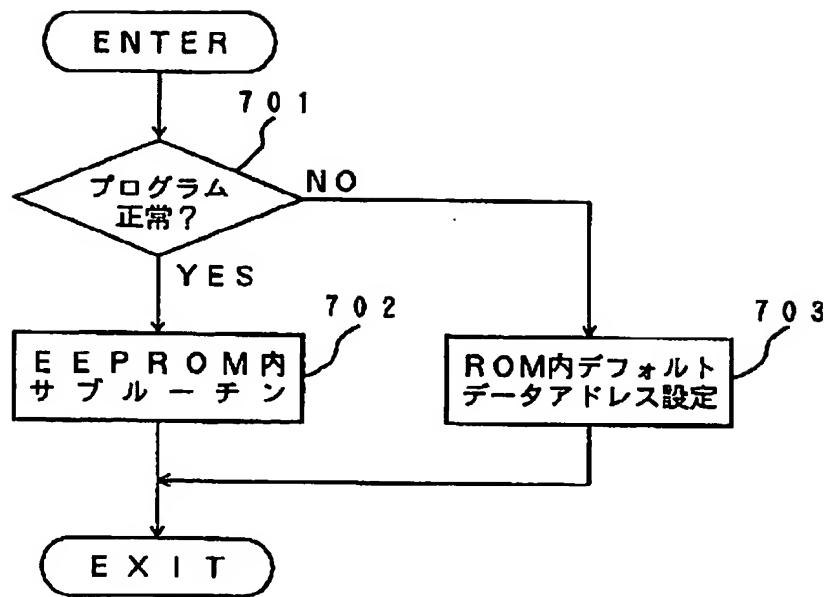 ENTER
701
プログラム
正常?
NO
YES
702
EEPROM内
サブルーチン
703
ROM内デフォルト
データアドレス設定
EXIT